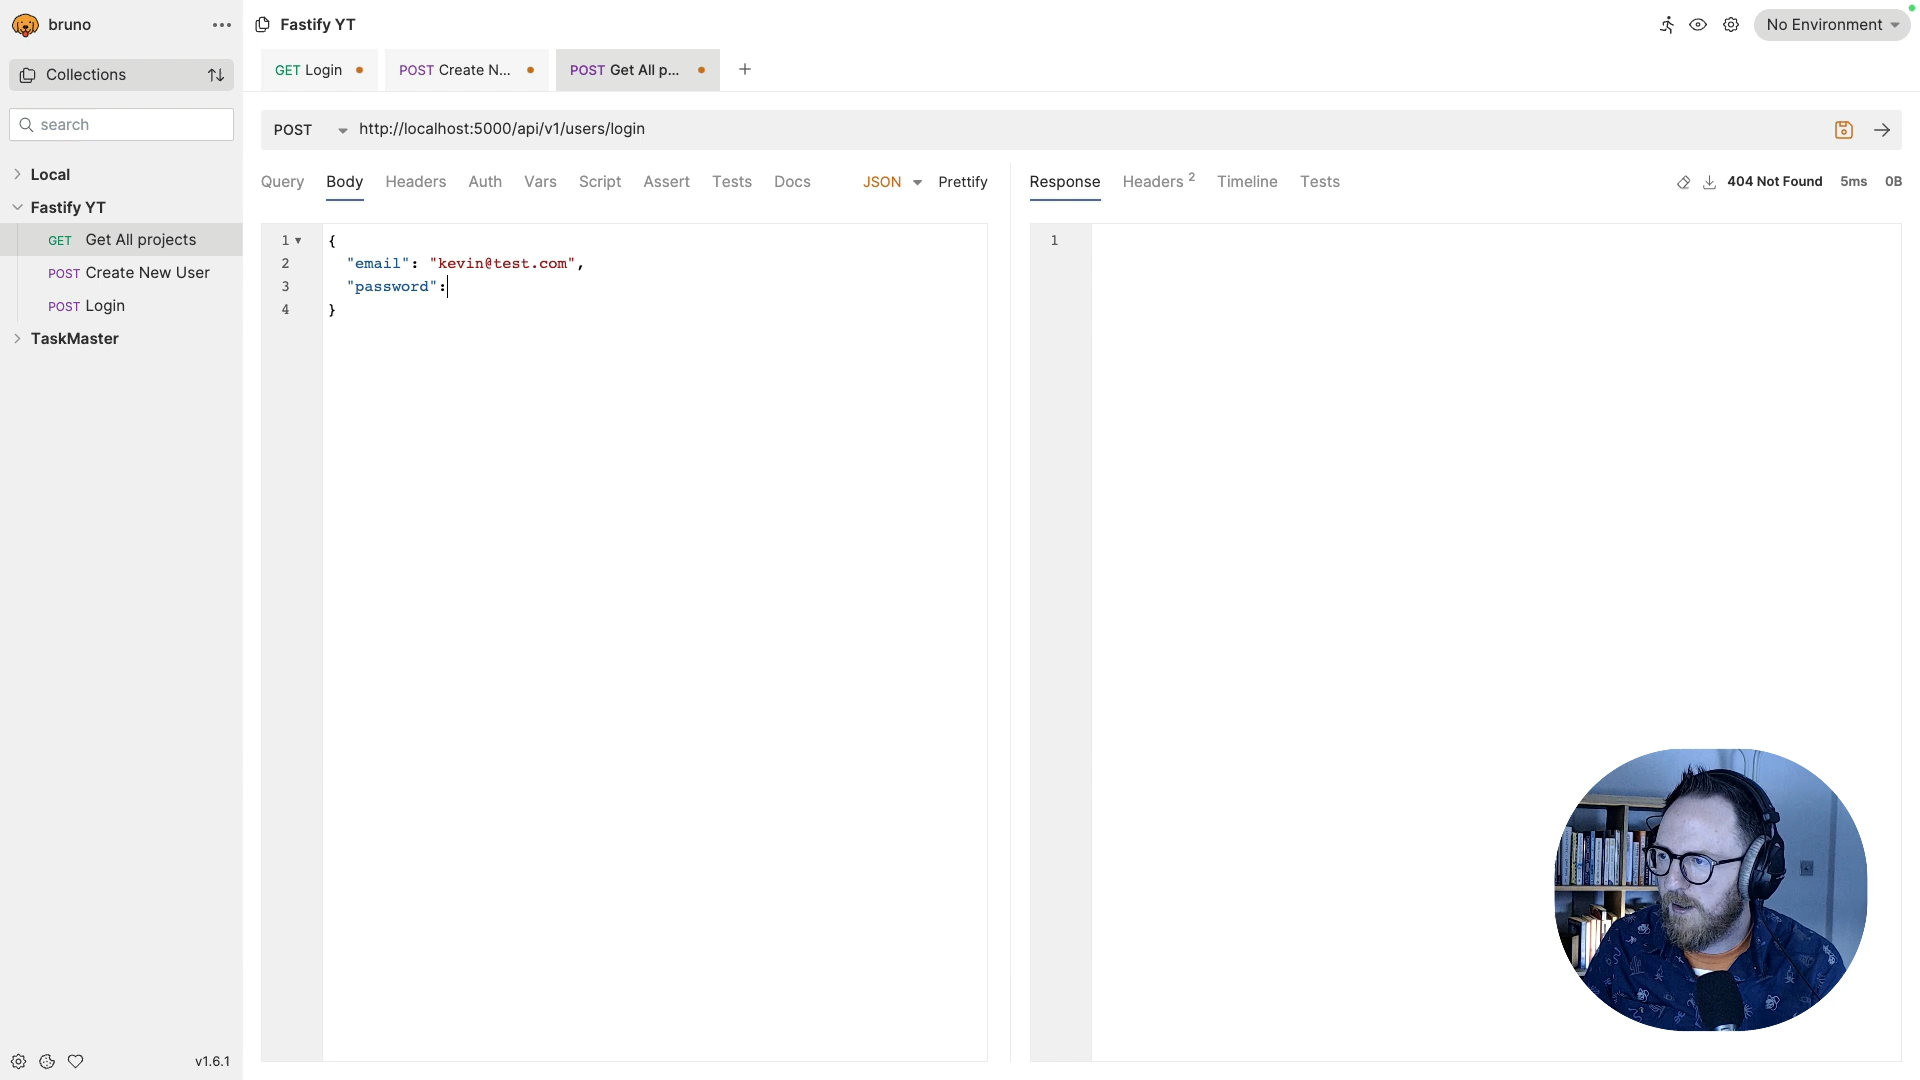 bruno
Fastify YT
No Environment
Collections
GET Login
POST Create N...
POST Get All p...
search
POST http://localhost:5000/api/v1/users/login
Local
Fastify YT
GET Get All projects
POST Create New User
POST Login
TaskMaster
Query Body Headers Auth Vars Script Assert Tests Docs JSON Prettify
1 {
2 "email": "kevin@test.com",
3 "password":
4 }
Response Headers 2 Timeline Tests 404 Not Found 5ms 0B
1
v1.6.1